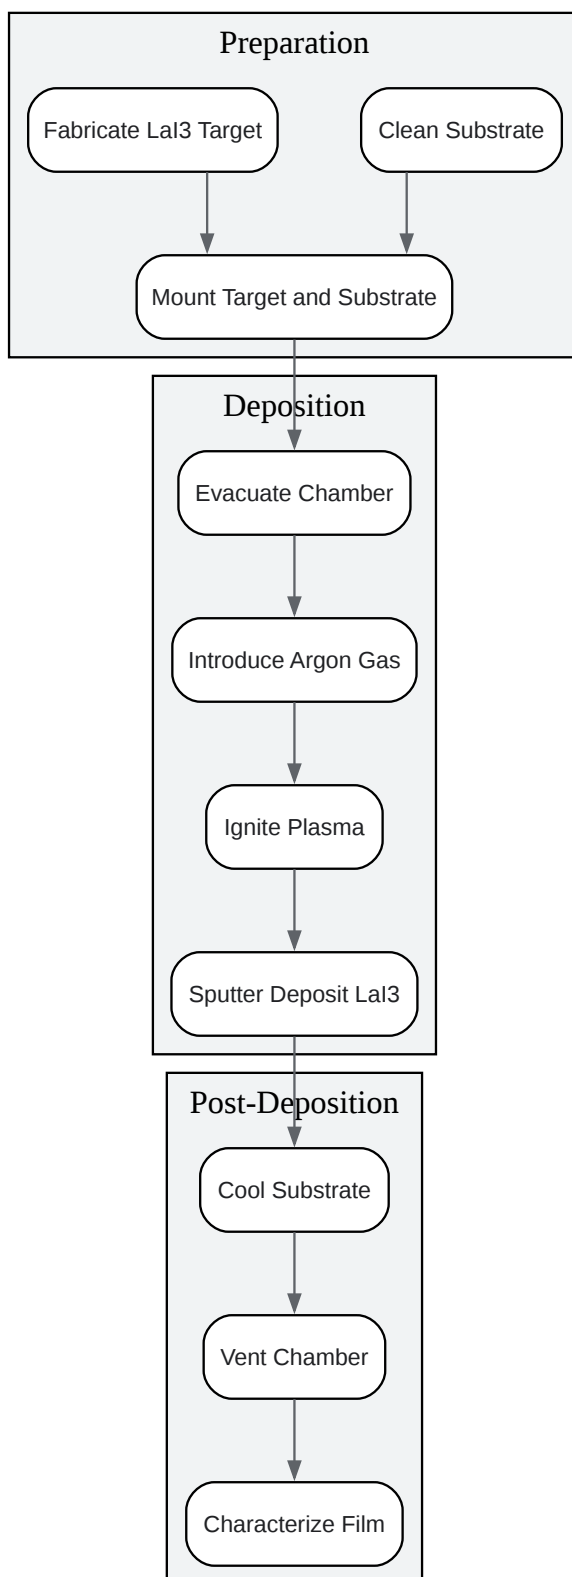 Preparation
Fabricate LaI3 Target
Clean Substrate
Mount Target and Substrate
Deposition
Evacuate Chamber
Introduce Argon Gas
Ignite Plasma
Sputter Deposit LaI3
Post-Deposition
Cool Substrate
Vent Chamber
Characterize Film